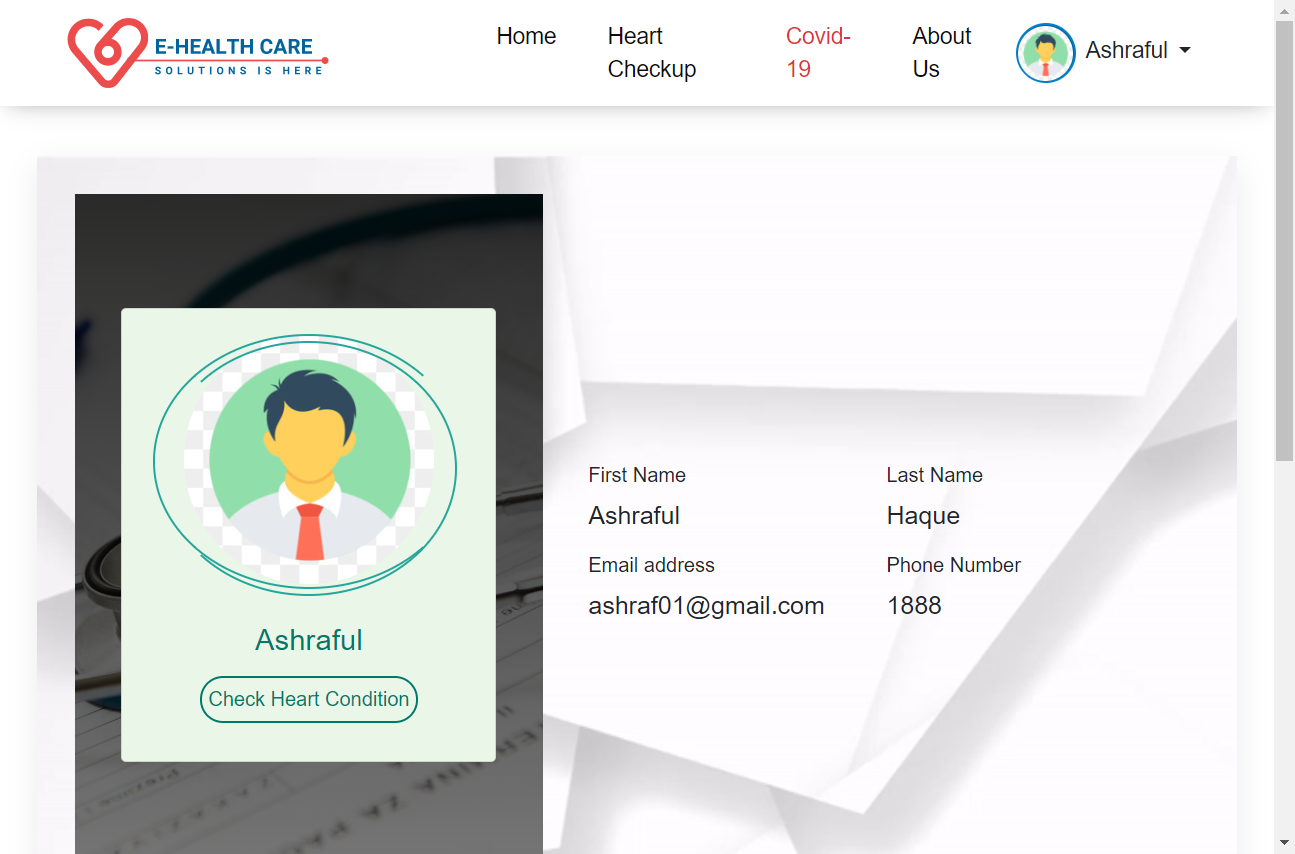 E-HEALTH CARE
SOLUTIONS IS HERE
Home
Heart
Checkup
Covid-
19
About
Us
Ashraful
First Name
Last Name
Ashraful
Haque
Email address
Phone Number
ashraf01@gmail.com
1888
Ashraful
Check Heart Condition